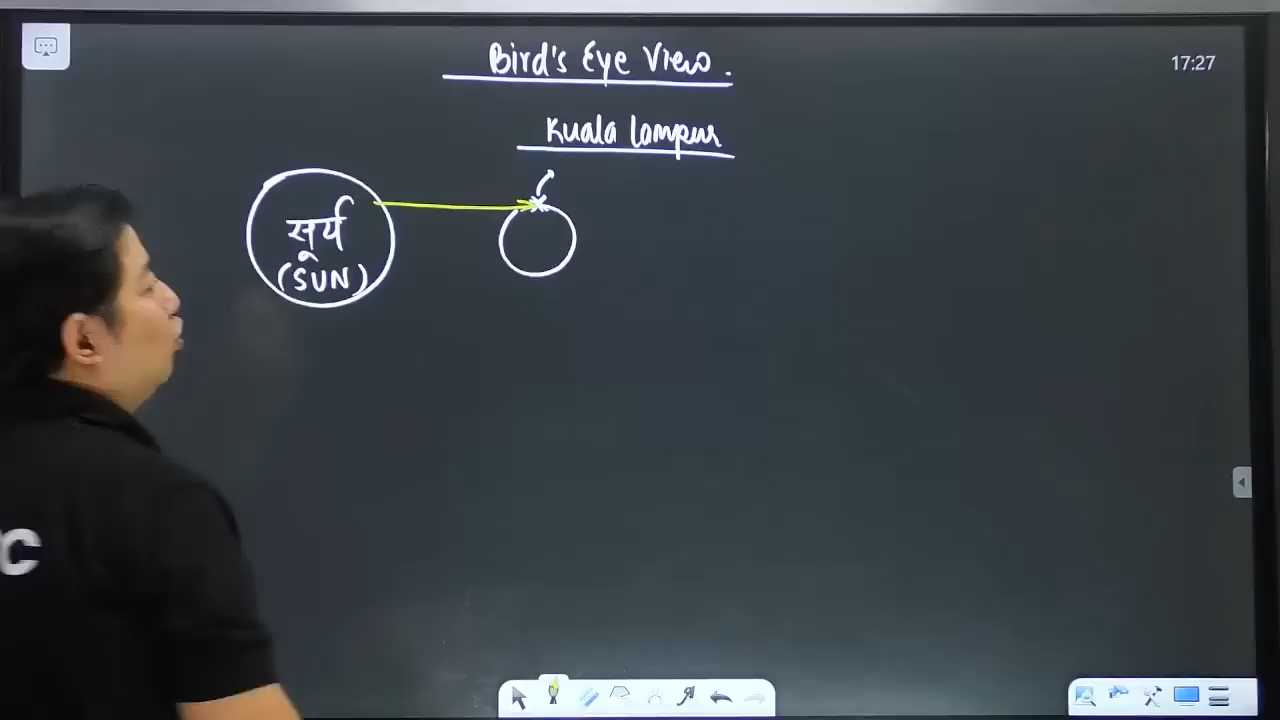 Bird's Eye View.
17:27
Kuala Lampur
सूर्य
(SUN)
C